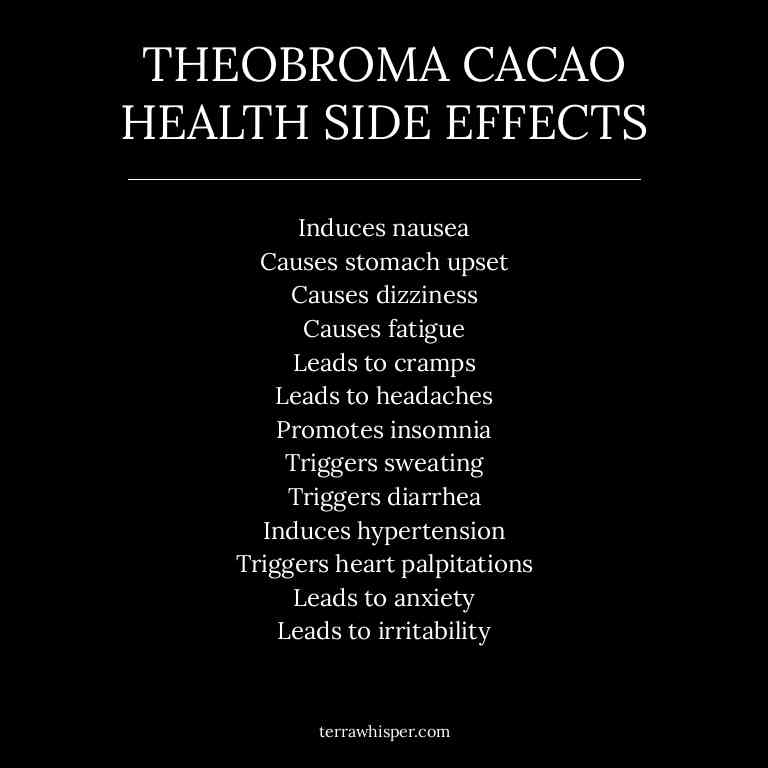 THEOBROMA CACAO
HEALTH SIDE EFFECTS
Induces nausea
Causes stomach upset
Causes dizziness
Causes fatigue
Leads to cramps
Leads to headaches
Promotes insomnia
Triggers sweating
Triggers diarrhea
Induces hypertension
Triggers heart palpitations
Leads to anxiety
Leads to irritability
terrawhisper.com